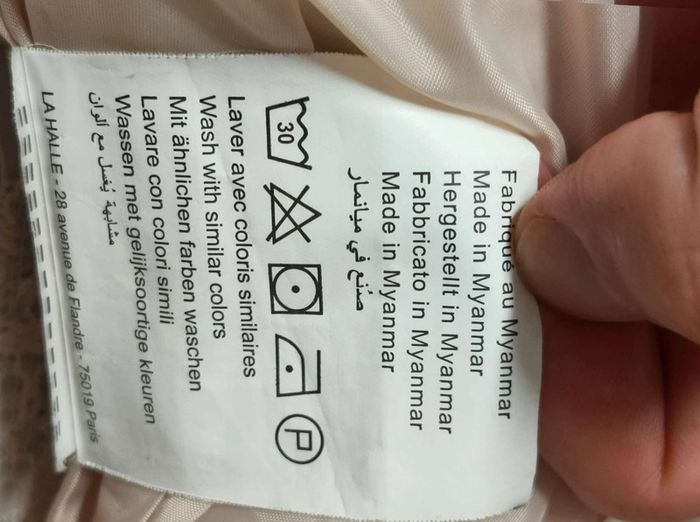 Fabriqué au Myanmar
Made in Myanmar
Hergestellt in Myanmar
Fabbricato in Myanmar
Made in Myanmar
صُنع في ميانمار
30
P
Laver avec coloris similaires
Wash with similar colors
Mit ähnlichen farben waschen
Lavare con colori simili
Wassen met gelijksoortige kleuren
يُغسل مع ألوان مشابهة
LA HALLE - 28 avenue de Flandre - 75019 Paris